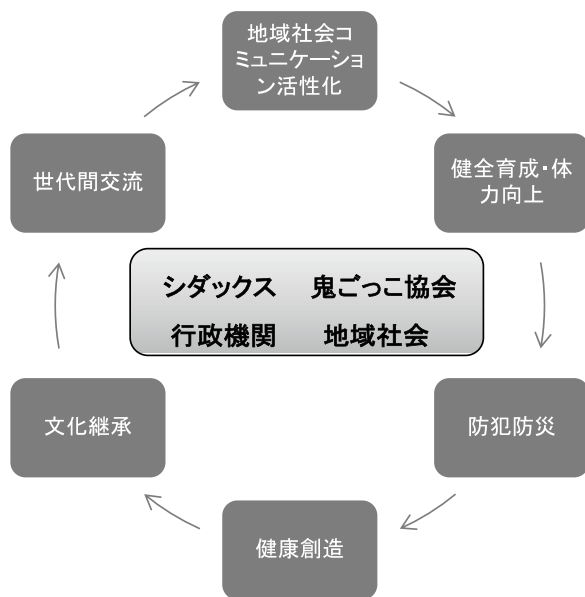 地域社会コ
ミュニケーショ
ン活性化
世代間交流
健全育成・体
力向上
シダックス 鬼ごっこ協会
行政機関 地域社会
文化継承
防犯防災
健康創造